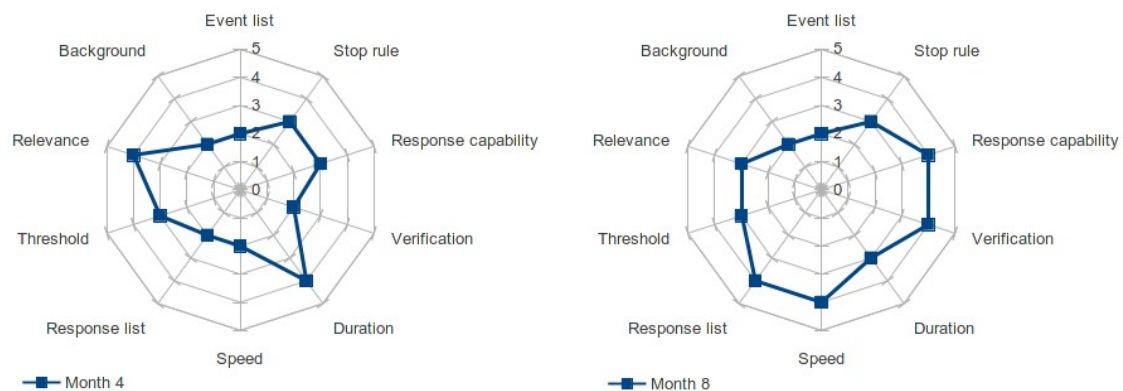 Event list
Background
5
Stop rule
4
3
Relevance
2
Response capability
1
0
Threshold
Verification
Response list
Duration
Speed
Month 4
Event list
Background
5
Stop rule
4
3
Relevance
2
Response capability
1
0
Threshold
Verification
Response list
Duration
Speed
Month 8